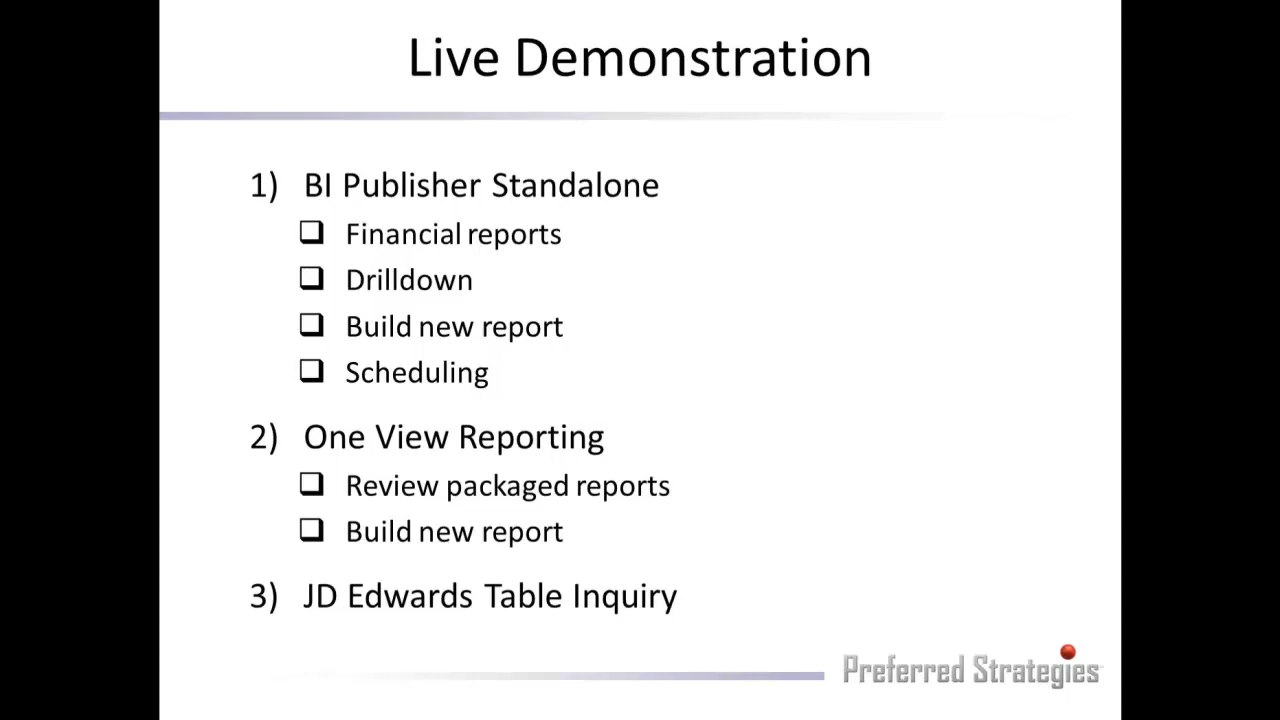 Live Demonstration
1) BI Publisher Standalone
Financial reports
Drilldown
Build new report
Scheduling
2) One View Reporting
Review packaged reports
Build new report
3) JD Edwards Table Inquiry
Preferred Strategies